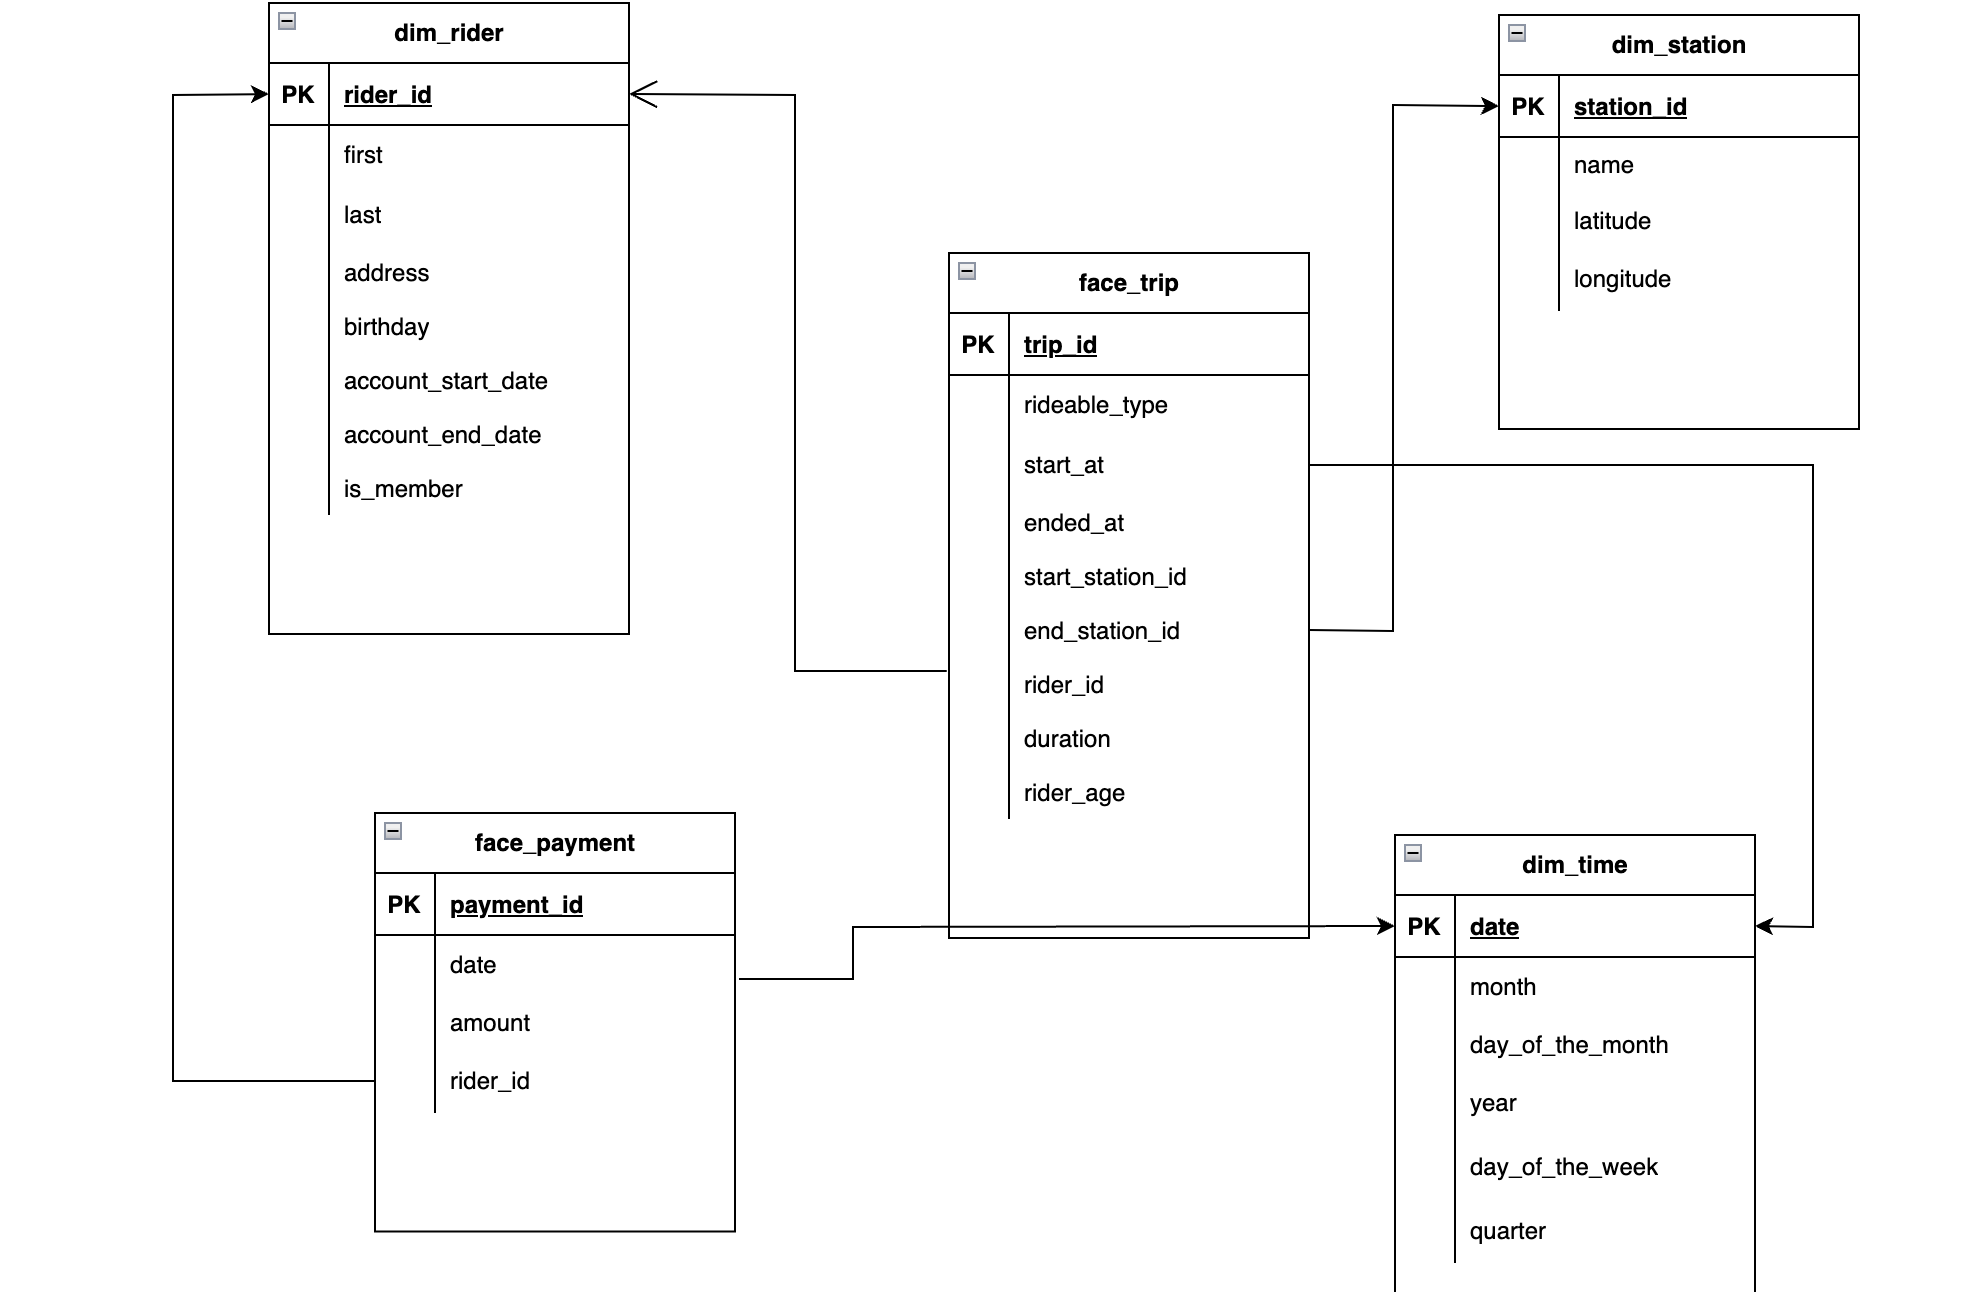 dim_rider
PK rider_id
first
last
address
birthday
account_start_date
account_end_date
is_member
dim_station
PK station_id
name
latitude
longitude
face_trip
PK trip_id
rideable_type
start_at
ended_at
start_station_id
end_station_id
rider_id
duration
rider_age
face_payment
PK payment_id
date
amount
rider_id
dim_time
PK date
month
day_of_the_month
year
day_of_the_week
quarter